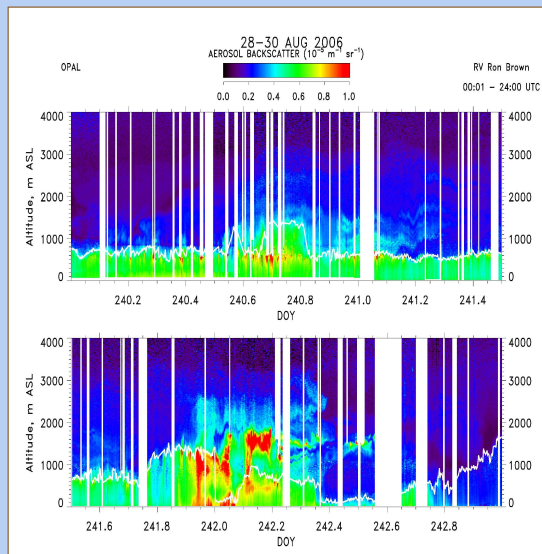 28-30 AUG 2006
AEROSOL BACKSCATTER (10⁻⁵ m⁻¹ sr⁻¹)
OPAL
RV Ron Brown
0.0 0.2 0.4 0.6 0.8 1.0
00:01 - 24:00 UTC
4000 4000
3000 3000
2000 2000
1000 1000
0 0
Altitude, m ASL
240.2 240.4 240.6 240.8 241.0 241.2 241.4
DOY
4000 4000
3000 3000
2000 2000
1000 1000
0 0
Altitude, m ASL
241.6 241.8 242.0 242.2 242.4 242.6 242.8
DOY